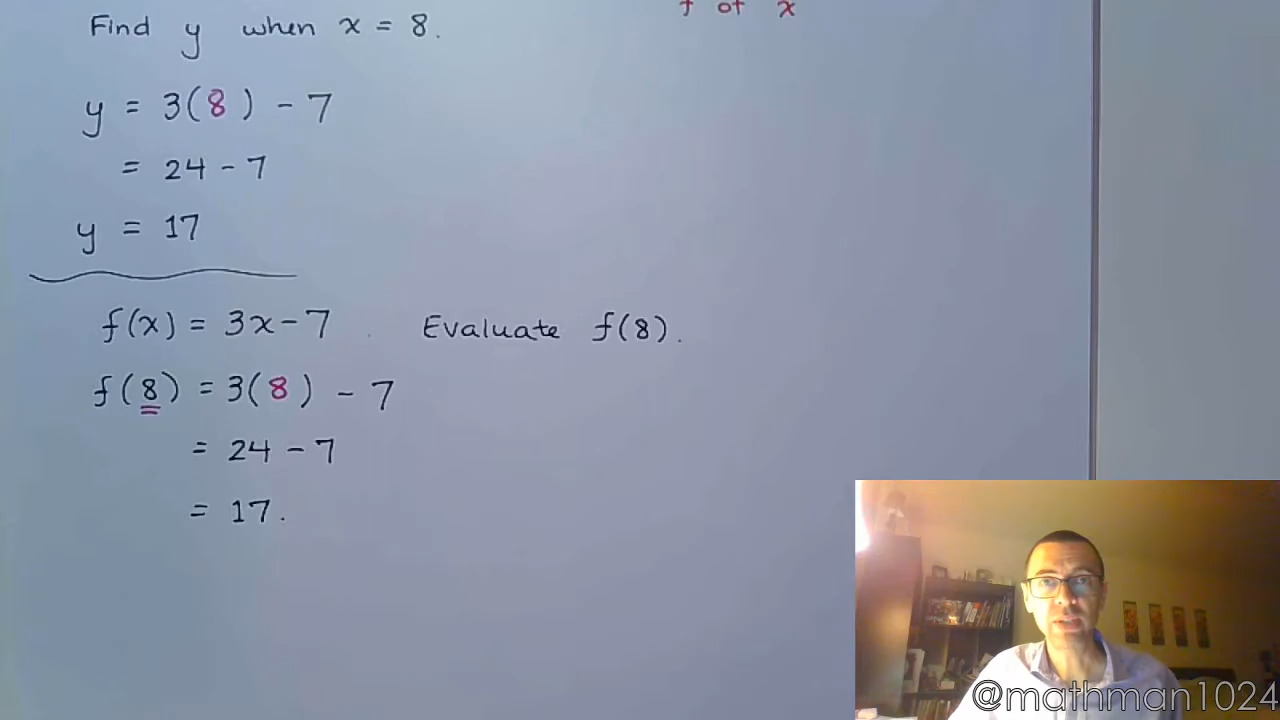 f of x
Find y when x = 8.
y = 3(8) - 7
= 24 - 7
y = 17
f(x) = 3x - 7    Evaluate f(8).
f(8) = 3(8) - 7
= 24 - 7
= 17.
@mathman1024